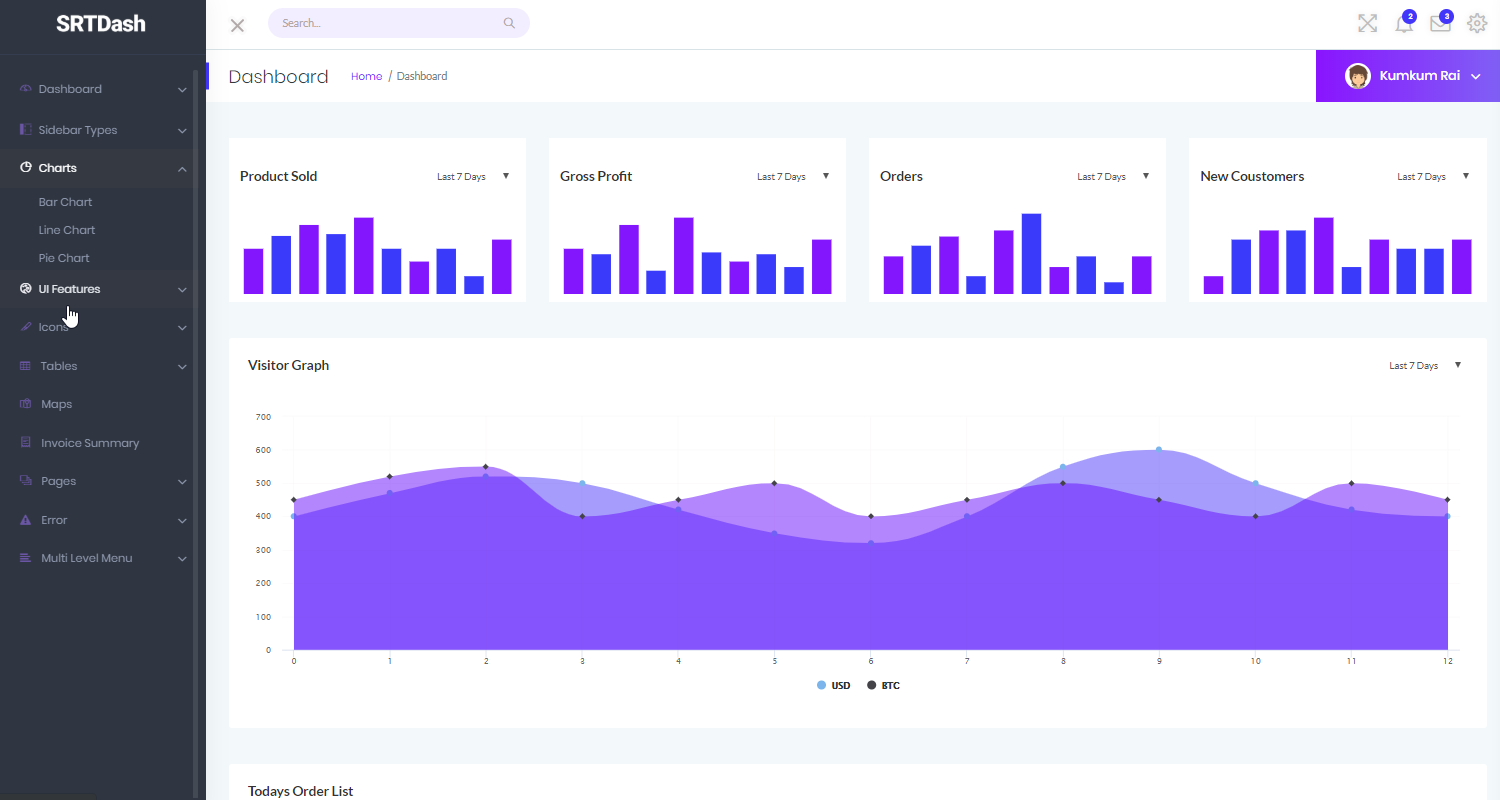 SRTDash
Search...
2
3
Dashboard
Home / Dashboard
Kumkum Rai
Dashboard
Sidebar Types
Charts
Bar Chart
Line Chart
Pie Chart
UI Features
Icons
Tables
Maps
Invoice Summary
Pages
Error
Multi Level Menu
Product Sold
Last 7 Days
Gross Profit
Last 7 Days
Orders
Last 7 Days
New Coustomers
Last 7 Days
Visitor Graph
Last 7 Days
700
600
500
400
300
200
100
0
0 1 2 3 4 5 6 7 8 9 10 11 12
USD BTC
Todays Order List